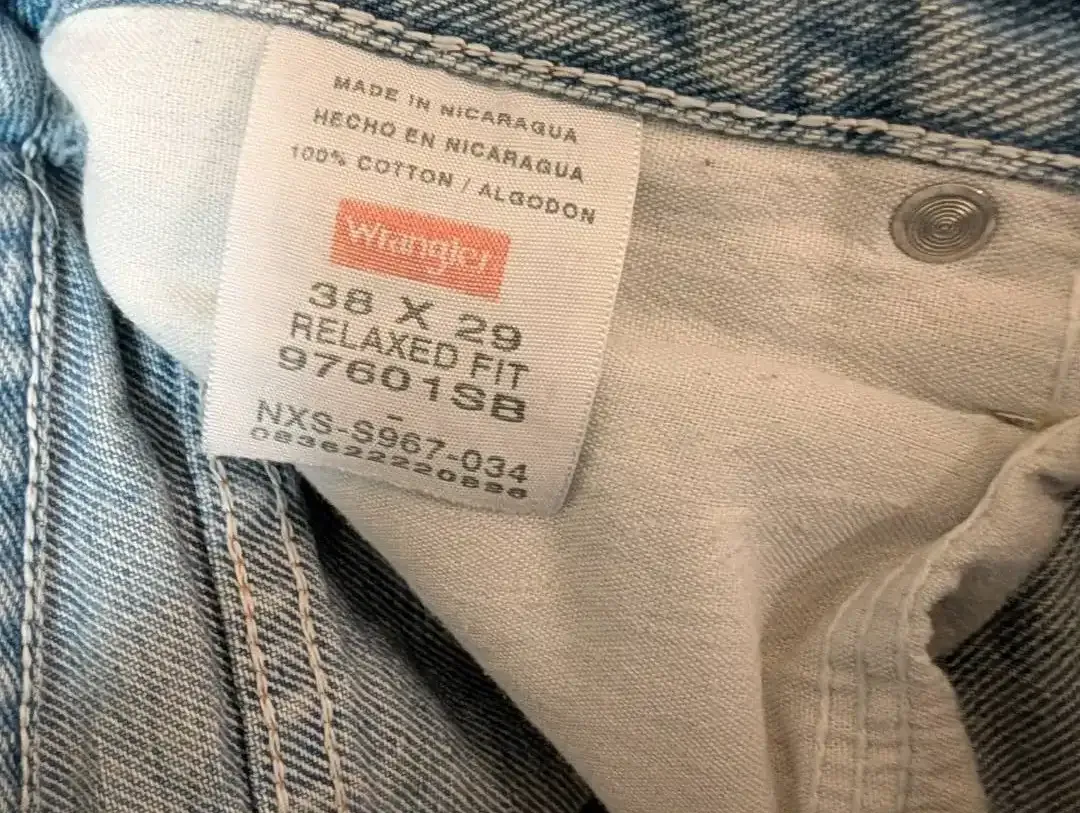 MADE IN NICARAGUA
HECHO EN NICARAGUA
100% COTTON / ALGODON
Wrangler
38 X 29
RELAXED FIT
97601SB
-
NXS-S967-034